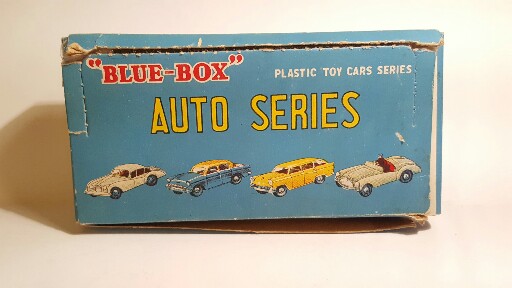 "BLUE-BOX"
PLASTIC TOY CARS SERIES
AUTO SERIES